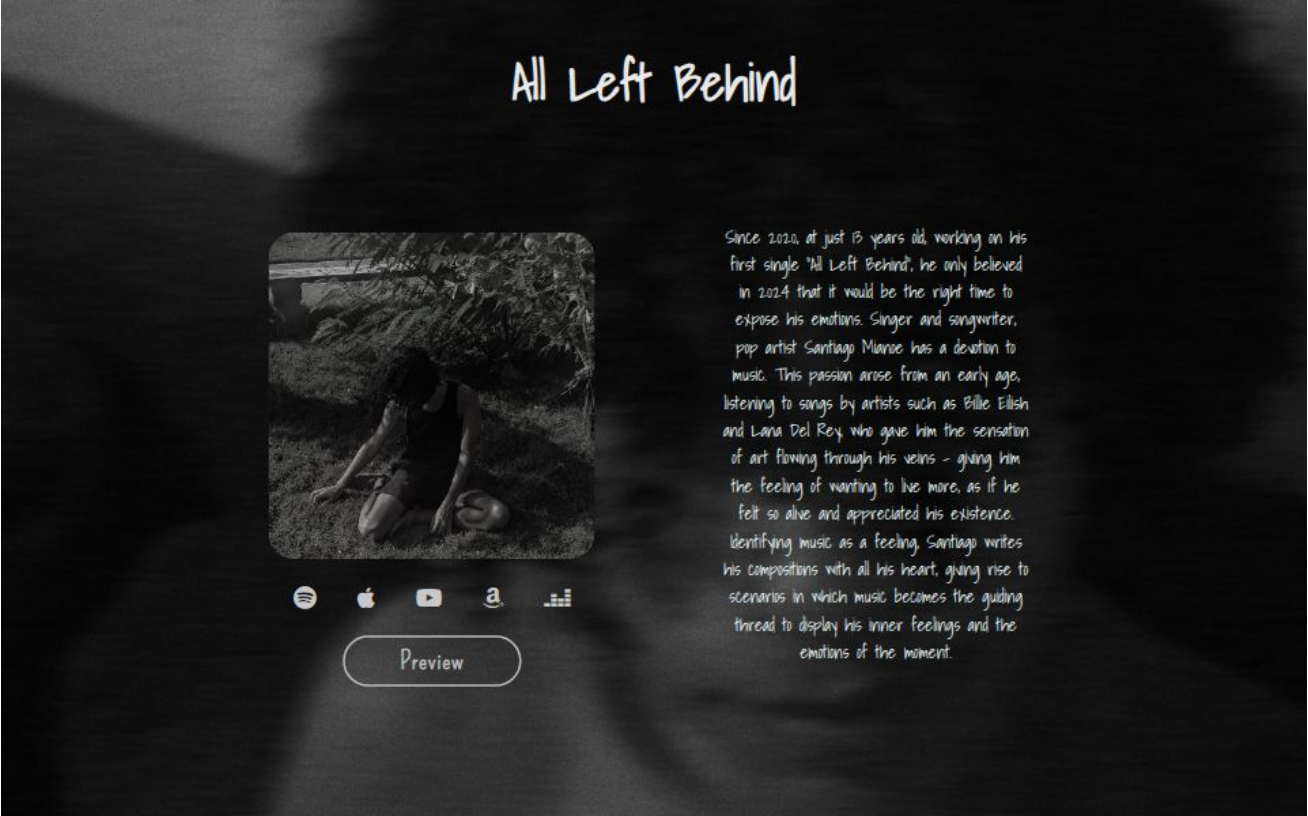 All Left Behind
Since 2020, at just 13 years old, working on his
first single "All Left Behind", he only believed
in 2024 that it would be the right time to
expose his emotions. Singer and songwriter,
pop artist Santiago Mianoe has a devotion to
music. This passion arose from an early age,
listening to songs by artists such as Billie Eilish
and Lana Del Rey, who gave him the sensation
of art flowing through his veins - giving him
the feeling of wanting to live more, as if he
felt so alive and appreciated his existence.
Identifying music as a feeling, Santiago writes
his compositions with all his heart, giving rise to
scenarios in which music becomes the guiding
thread to display his inner feelings and the
emotions of the moment.
Preview